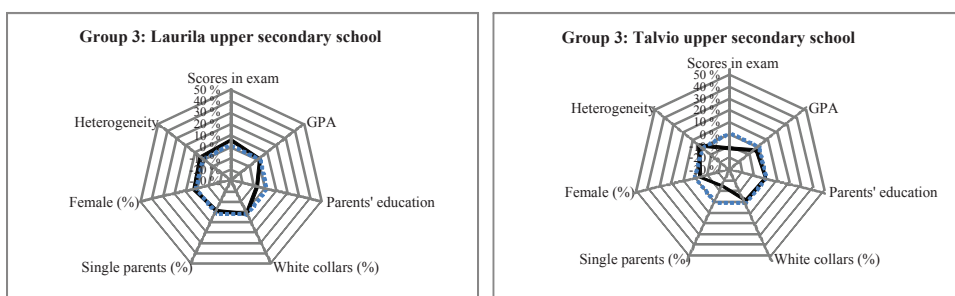 Group 3: Laurila upper secondary school
Scores in exam
50 %
40 %
30 %
20 %
10 %
0 %
GPA
Parents' education
White collars (%)
Single parents (%)
Female (%)
Heterogeneity
Group 3: Talvio upper secondary school
Scores in exam
50 %
40 %
30 %
20 %
10 %
0 %
GPA
Parents' education
White collars (%)
Single parents (%)
Female (%)
Heterogeneity